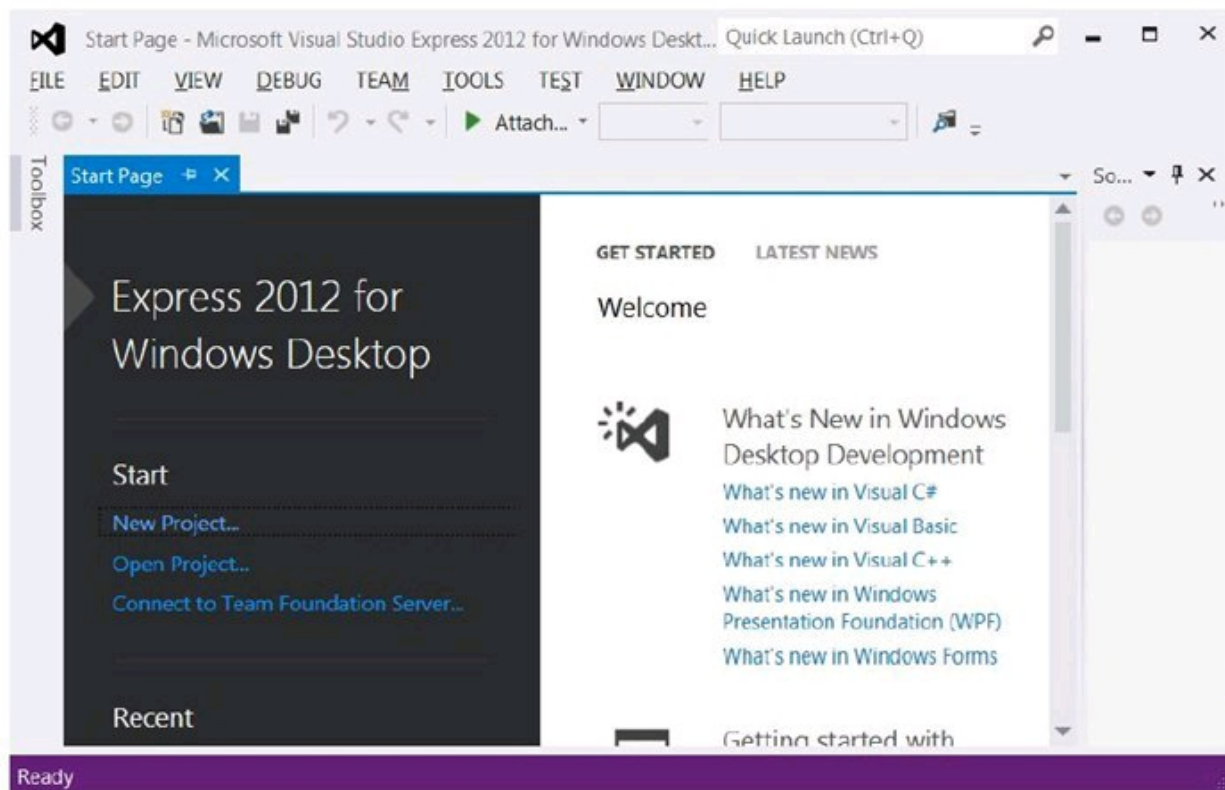 Start Page - Microsoft Visual Studio Express 2012 for Windows Deskt... Quick Launch (Ctrl+Q)
FILE EDIT VIEW DEBUG TEAM TOOLS TEST WINDOW HELP
Attach...
Toolbox
Start Page
So...
Express 2012 for
Windows Desktop
Start
New Project...
Open Project...
Connect to Team Foundation Server...
Recent
GET STARTED LATEST NEWS
Welcome
What's New in Windows
Desktop Development
What's new in Visual C#
What's new in Visual Basic
What's new in Visual C++
What's new in Windows
Presentation Foundation (WPF)
What's new in Windows Forms
Getting started with
Ready